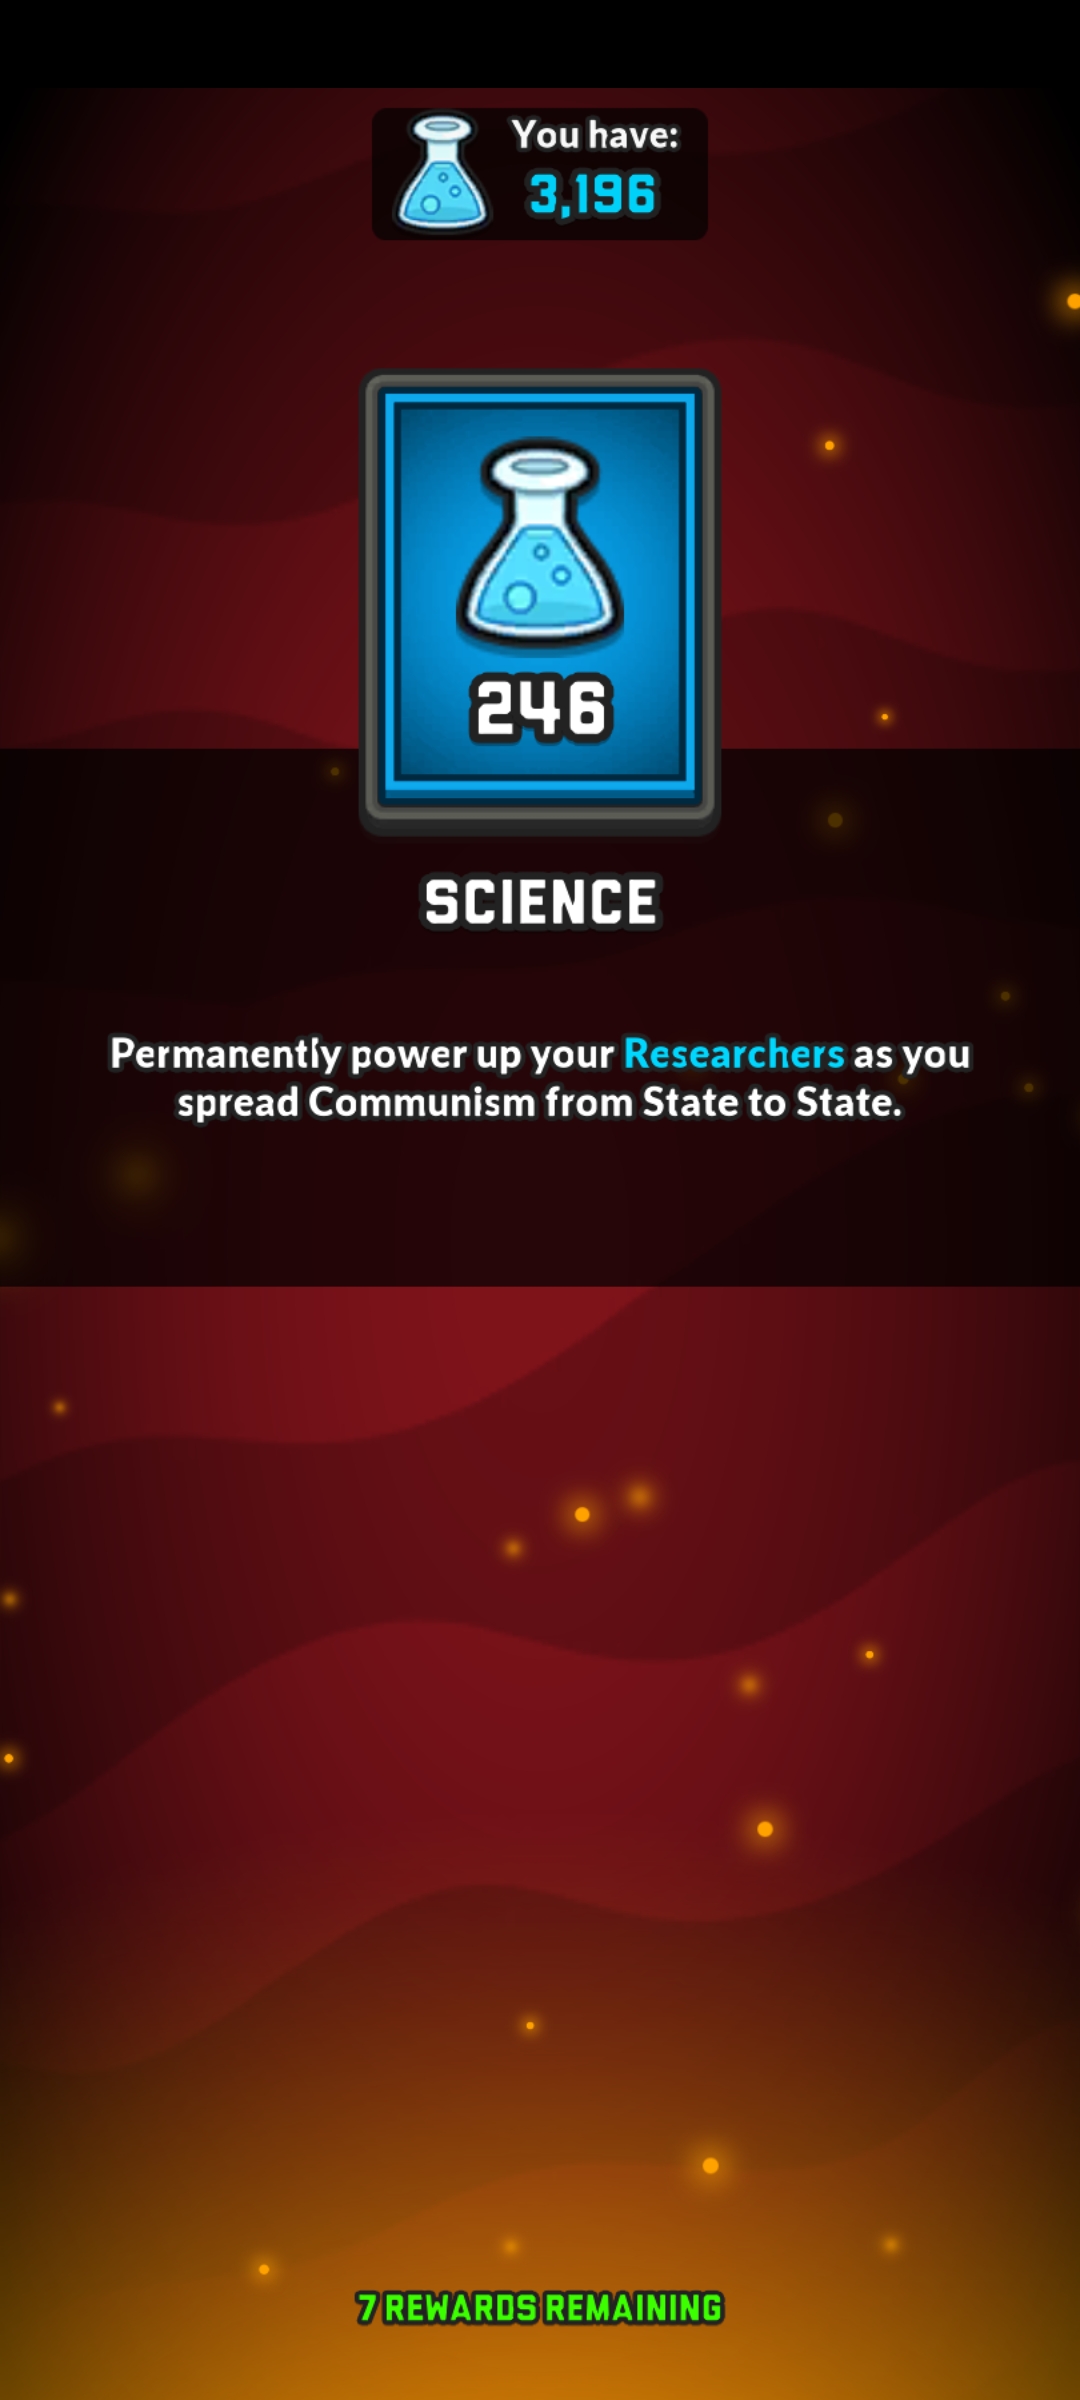 You have:
3,196
246
SCIENCE
Permanently power up your Researchers as you
spread Communism from State to State.
7 REWARDS REMAINING